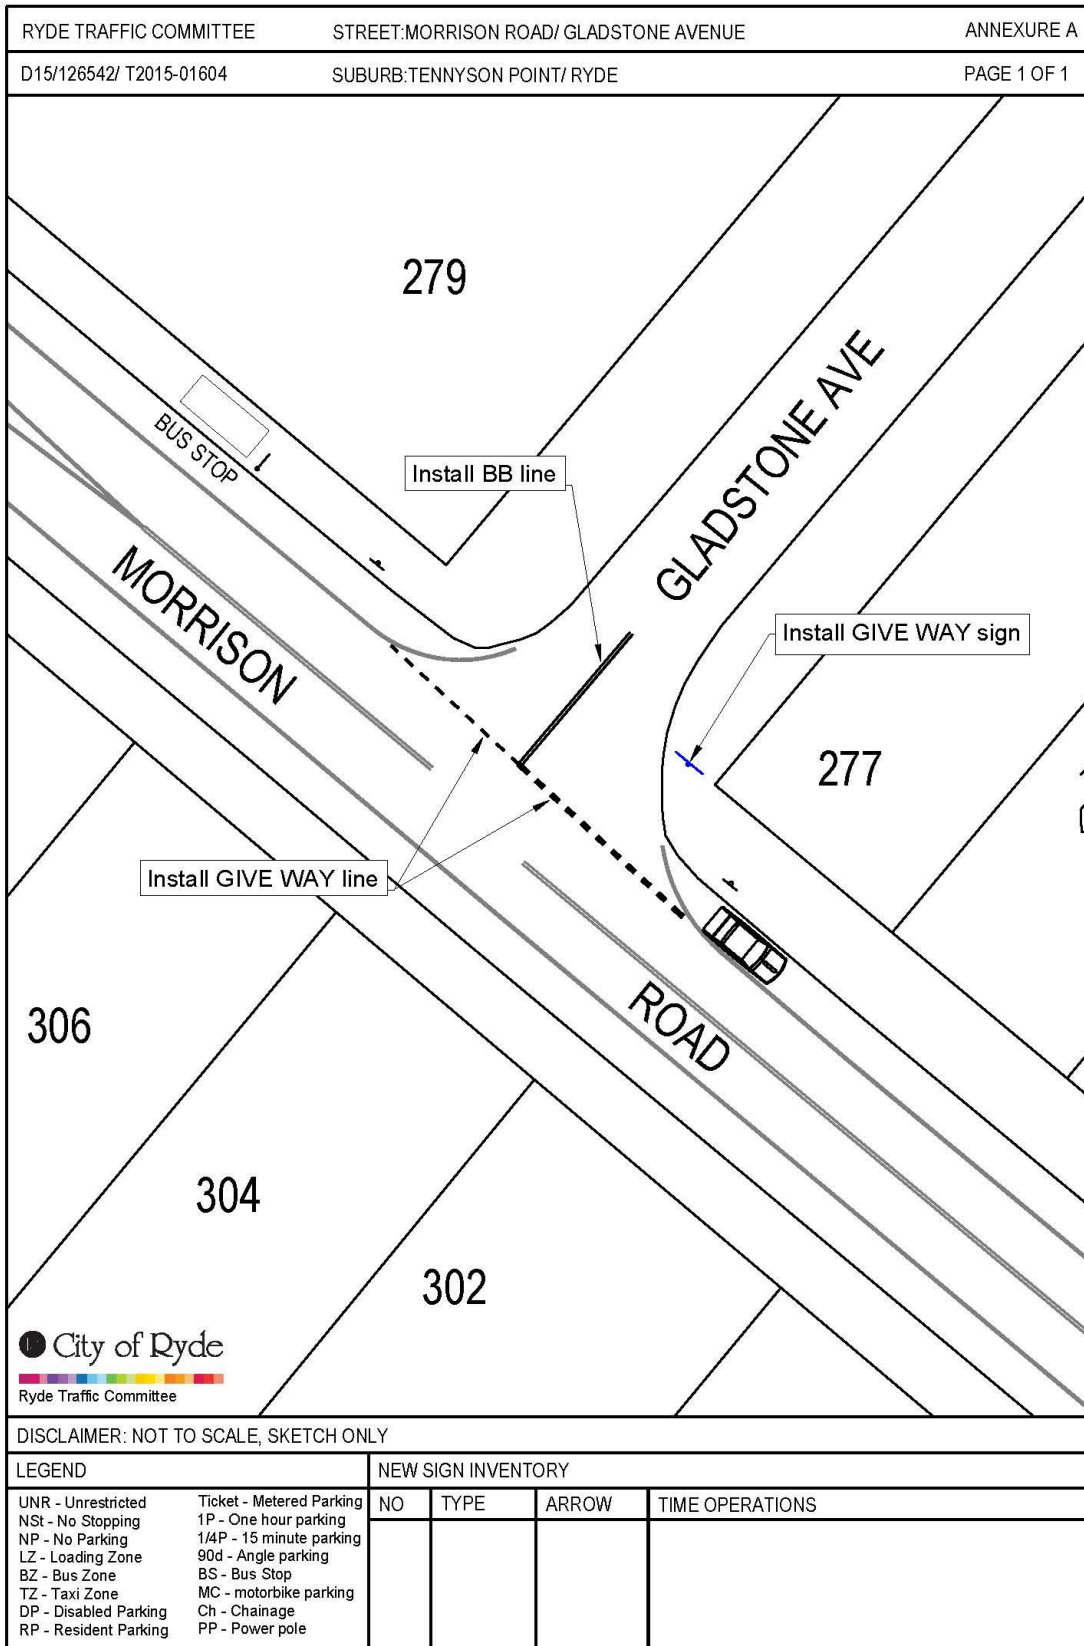 RYDE TRAFFIC COMMITTEE STREET:MORRISON ROAD/ GLADSTONE AVENUE ANNEXURE A
D15/126542/ T2015-01604 SUBURB:TENNYSON POINT/ RYDE PAGE 1 OF 1
279
GLADSTONE AVE
BUS STOP
Install BB line
MORRISON
Install GIVE WAY sign
277
Install GIVE WAY line
ROAD
306
304
302
City of Ryde
Ryde Traffic Committee
DISCLAIMER: NOT TO SCALE, SKETCH ONLY
LEGEND
UNR - Unrestricted
NSt - No Stopping
NP - No Parking
LZ - Loading Zone
BZ - Bus Zone
TZ - Taxi Zone
DP - Disabled Parking
RP - Resident Parking
Ticket - Metered Parking
1P - One hour parking
1/4P - 15 minute parking
90d - Angle parking
BS - Bus Stop
MC - motorbike parking
Ch - Chainage
PP - Power pole
NEW SIGN INVENTORY
NO TYPE ARROW TIME OPERATIONS